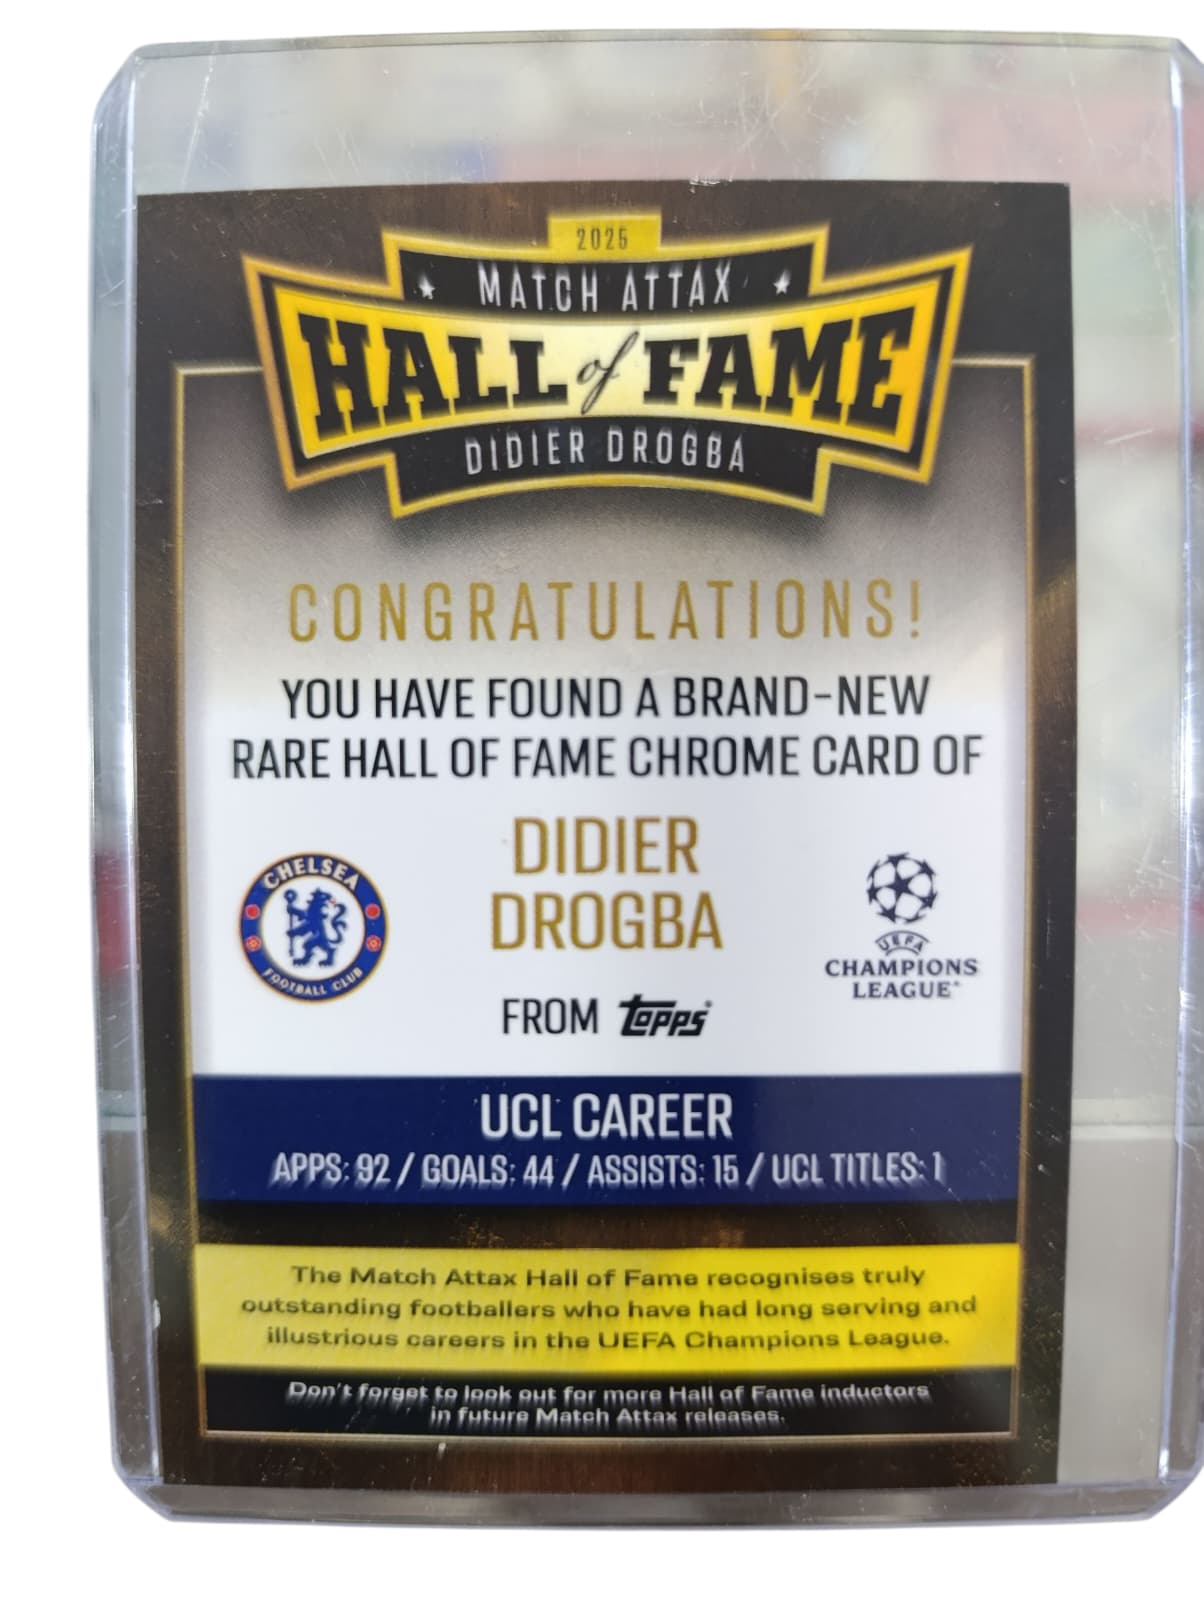 2025
MATCH ATTAX
HALL of FAME
DIDIER DROGBA
CONGRATULATIONS!
YOU HAVE FOUND A BRAND-NEW
RARE HALL OF FAME CHROME CARD OF
DIDIER
DROGBA
FROM topps
CHELSEA
FOOTBALL CLUB
UEFA
CHAMPIONS
LEAGUE
UCL CAREER
APPS: 92 / GOALS: 44 / ASSISTS: 15 / UCL TITLES: 1
The Match Attax Hall of Fame recognises truly
outstanding footballers who have had long serving and
illustrious careers in the UEFA Champions League.
Don't forget to look out for more Hall of Fame inductors
in future Match Attax releases.